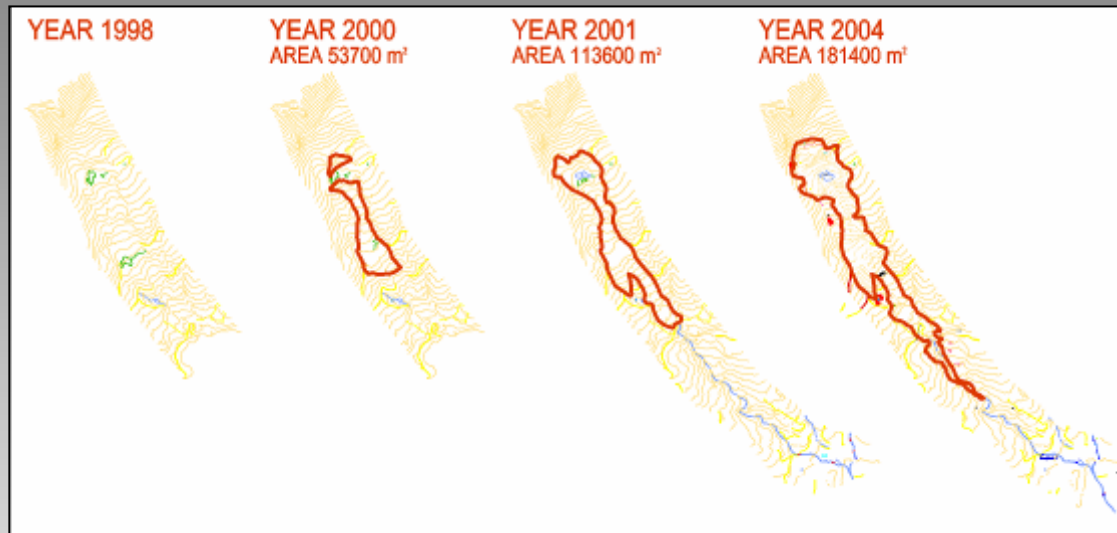 YEAR 1998
YEAR 2000
AREA 53700 m²
YEAR 2001
AREA 113600 m²
YEAR 2004
AREA 181400 m²